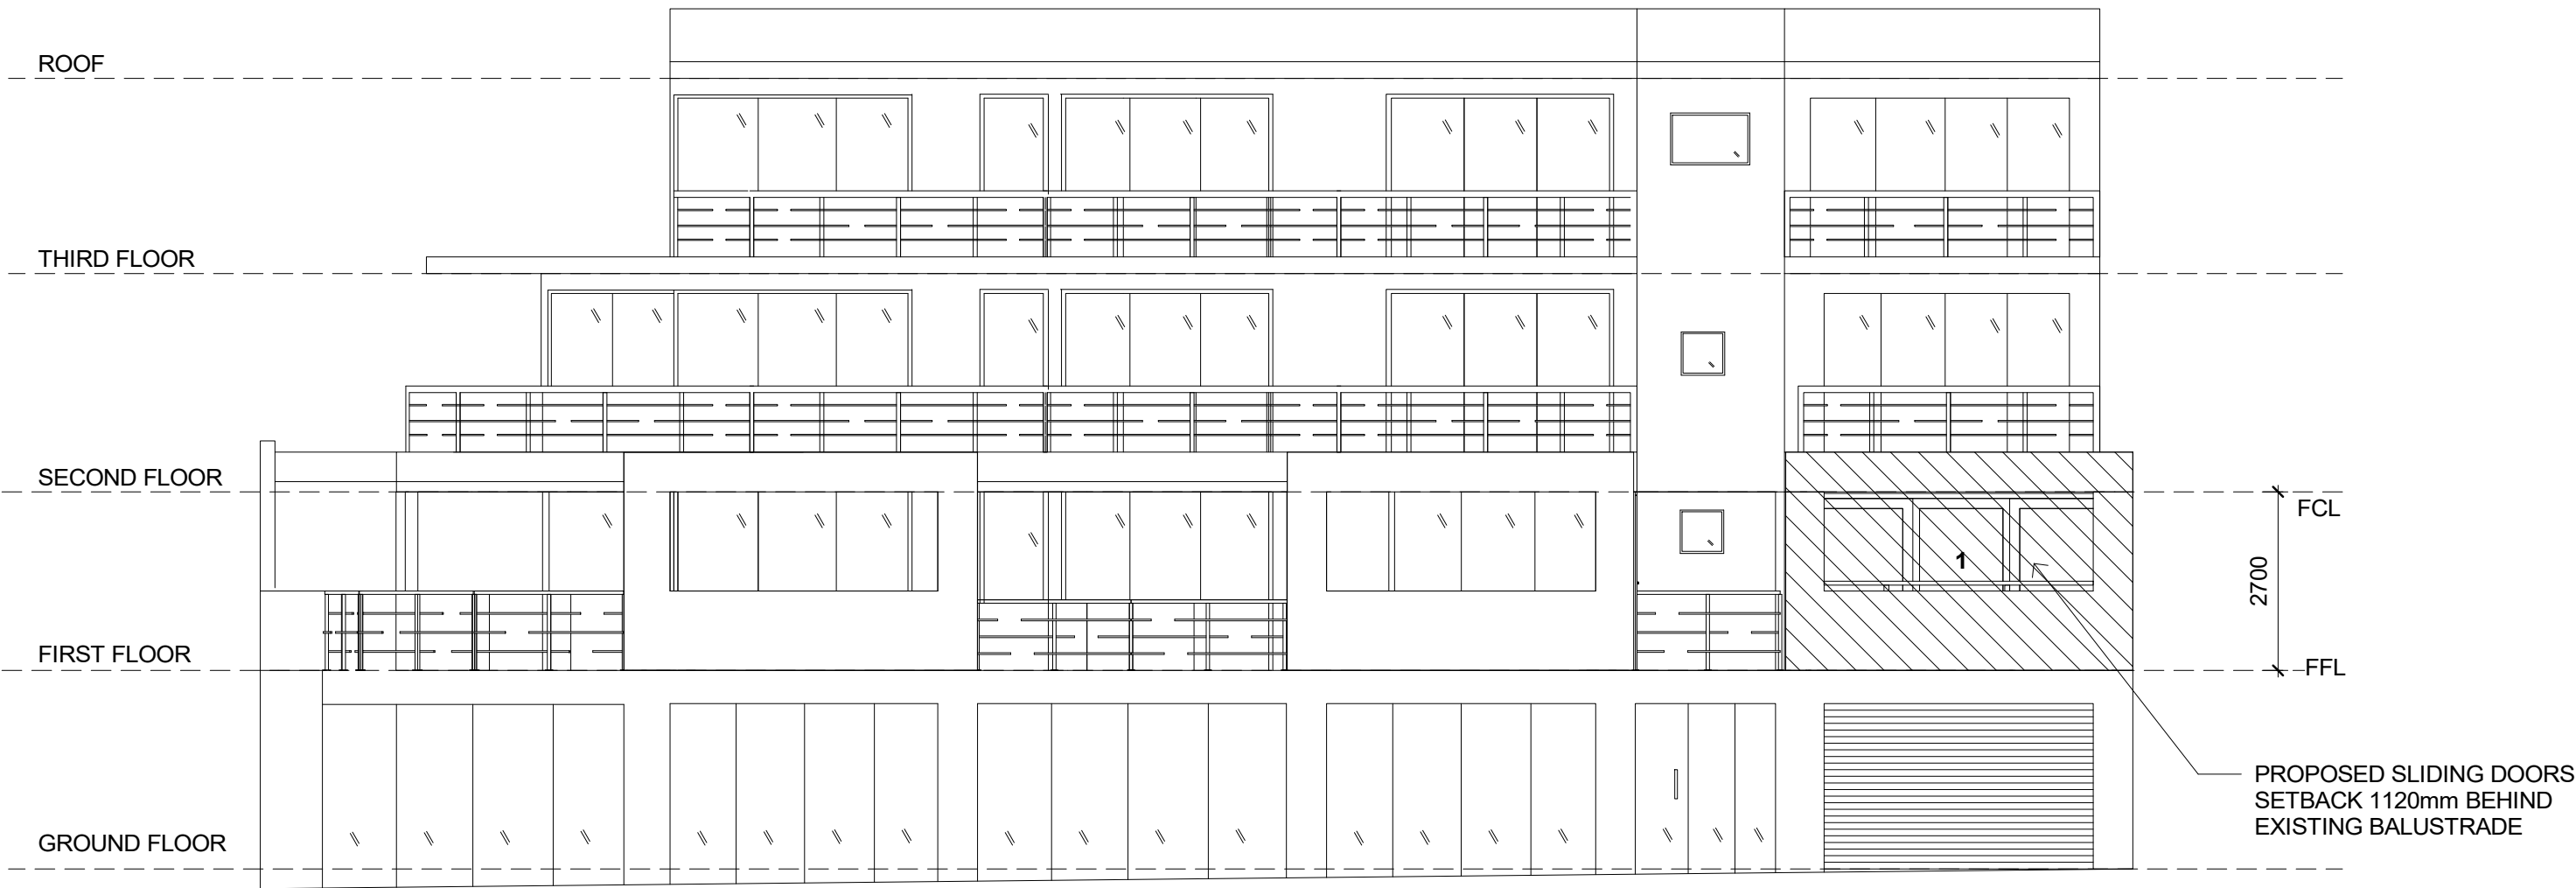 ROOF
THIRD FLOOR
SECOND FLOOR
FCL
1
2700
FIRST FLOOR
FFL
PROPOSED SLIDING DOORS
SETBACK 1120mm BEHIND
EXISTING BALUSTRADE
GROUND FLOOR